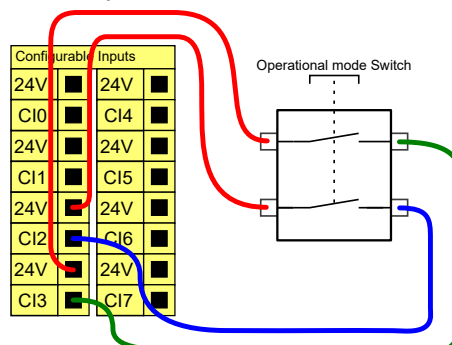 Configurable Inputs
Operational mode Switch
24V 24V
CI0 CI4
24V 24V
CI1 CI5
24V 24V
CI2 CI6
24V 24V
CI3 CI7